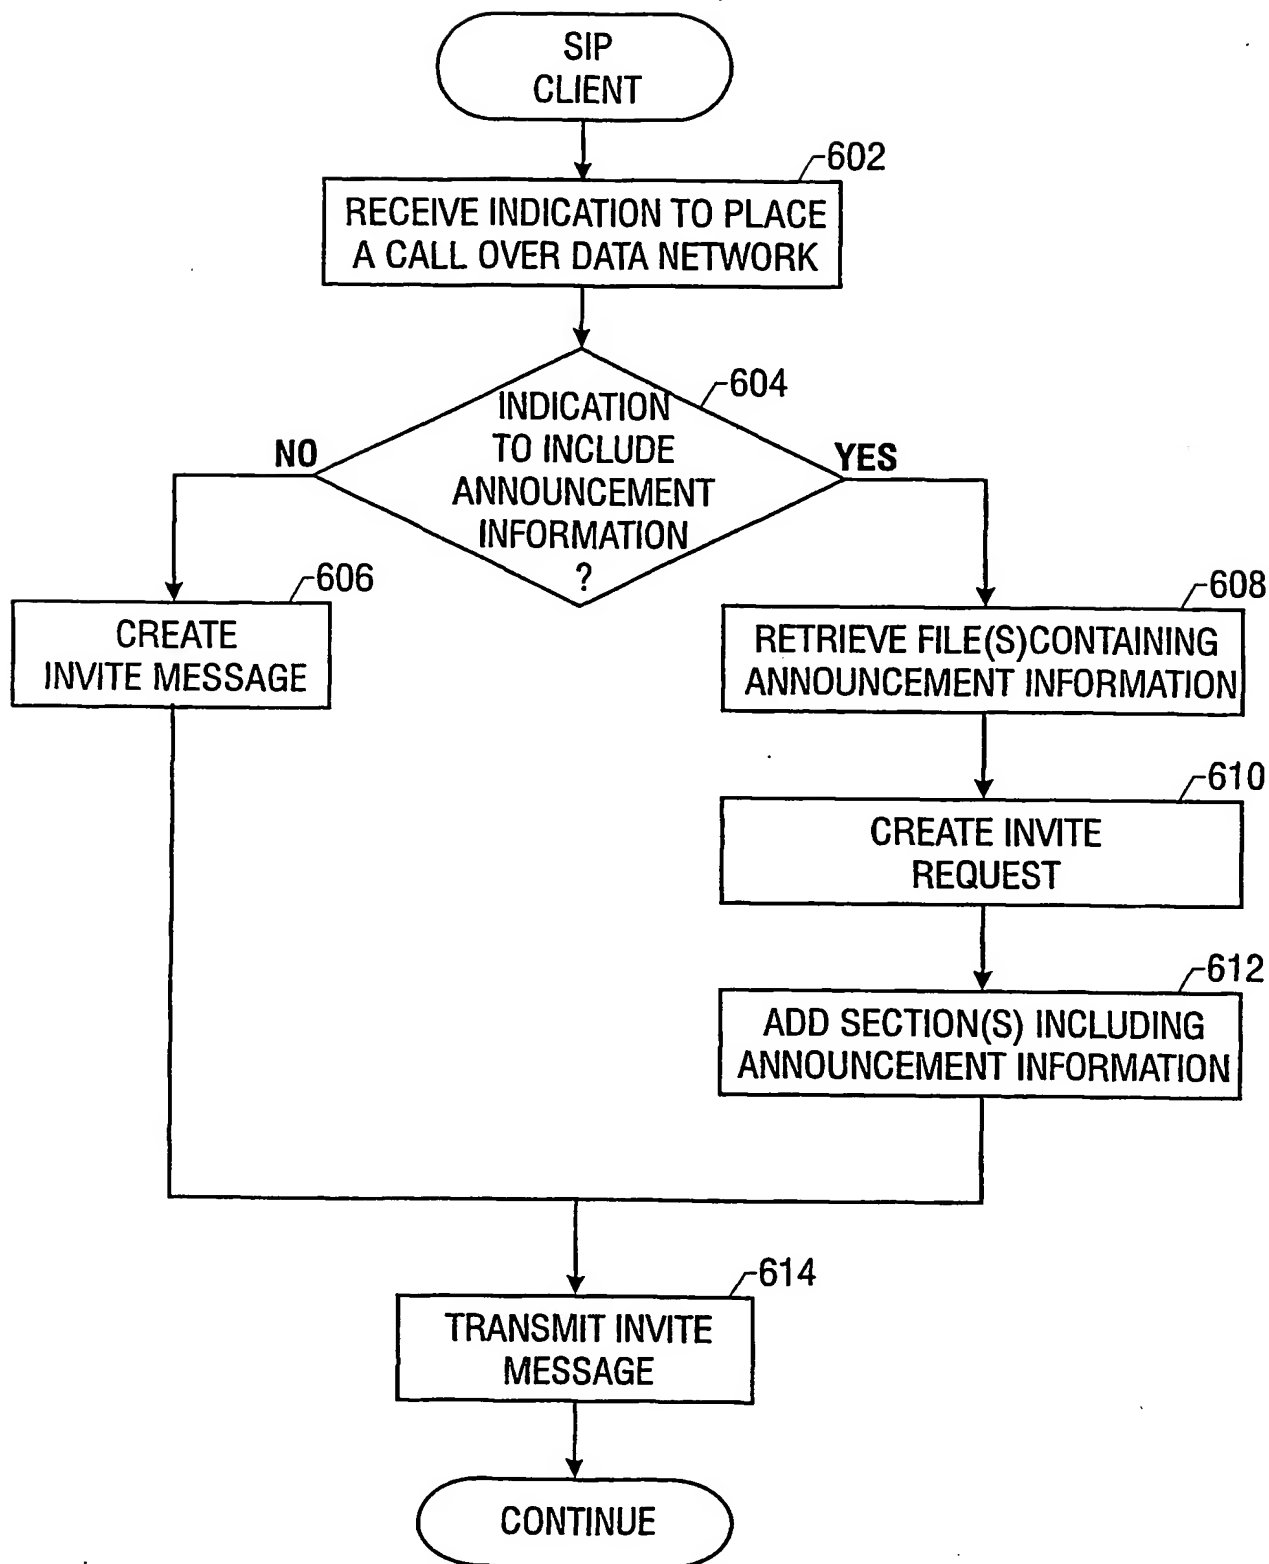 SIP
CLIENT
602
RECEIVE INDICATION TO PLACE
A CALL OVER DATA NETWORK
604
INDICATION
TO INCLUDE
ANNOUNCEMENT
INFORMATION
?
NO
YES
606
CREATE
INVITE MESSAGE
608
RETRIEVE FILE(S)CONTAINING
ANNOUNCEMENT INFORMATION
610
CREATE INVITE
REQUEST
612
ADD SECTION(S) INCLUDING
ANNOUNCEMENT INFORMATION
614
TRANSMIT INVITE
MESSAGE
CONTINUE